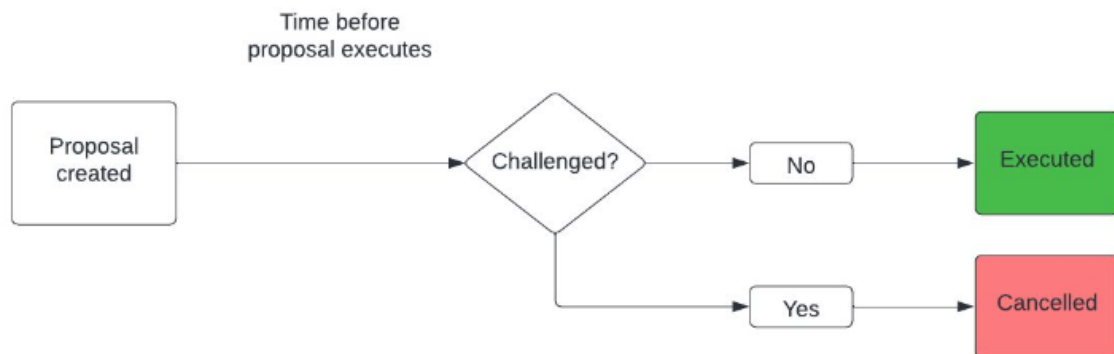 Time before
proposal executes
Proposal
created
Challenged?
No
Executed
Yes
Cancelled